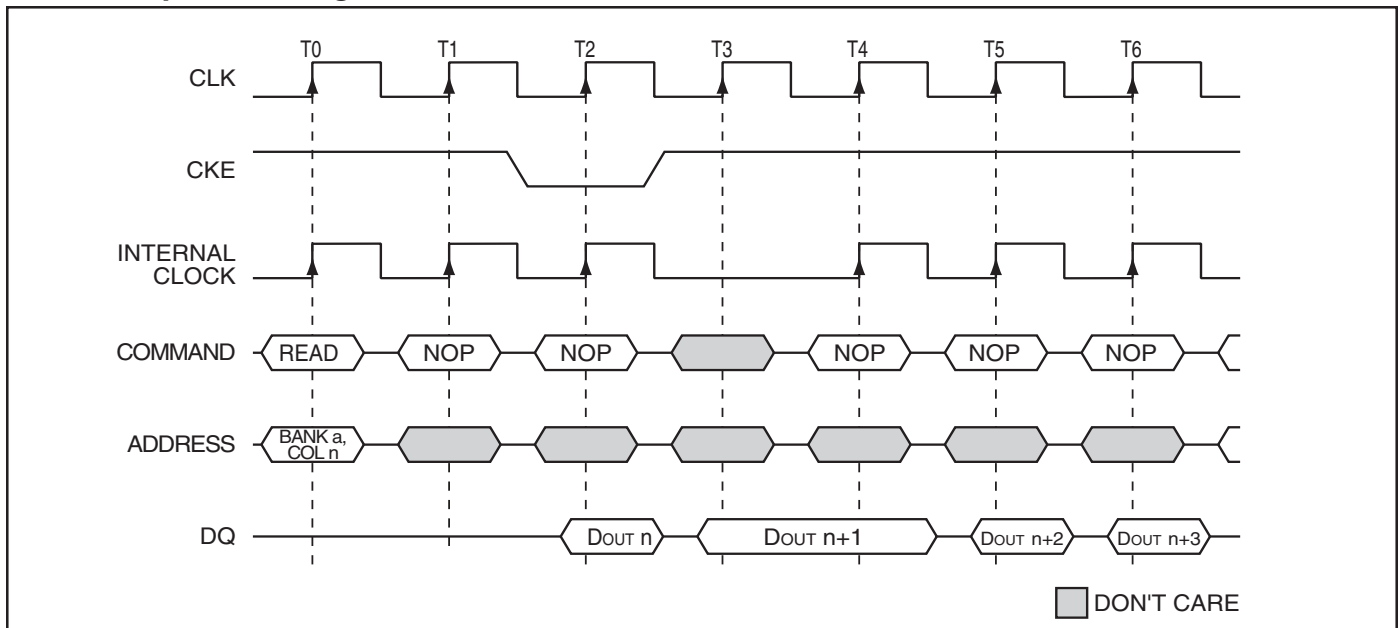 T0 T1 T2 T3 T4 T5 T6
CLK
CKE
INTERNAL
CLOCK
COMMAND READ NOP NOP NOP NOP NOP
ADDRESS BANK a,
COL n
DQ DOUT n DOUT n+1 DOUT n+2 DOUT n+3
DON'T CARE